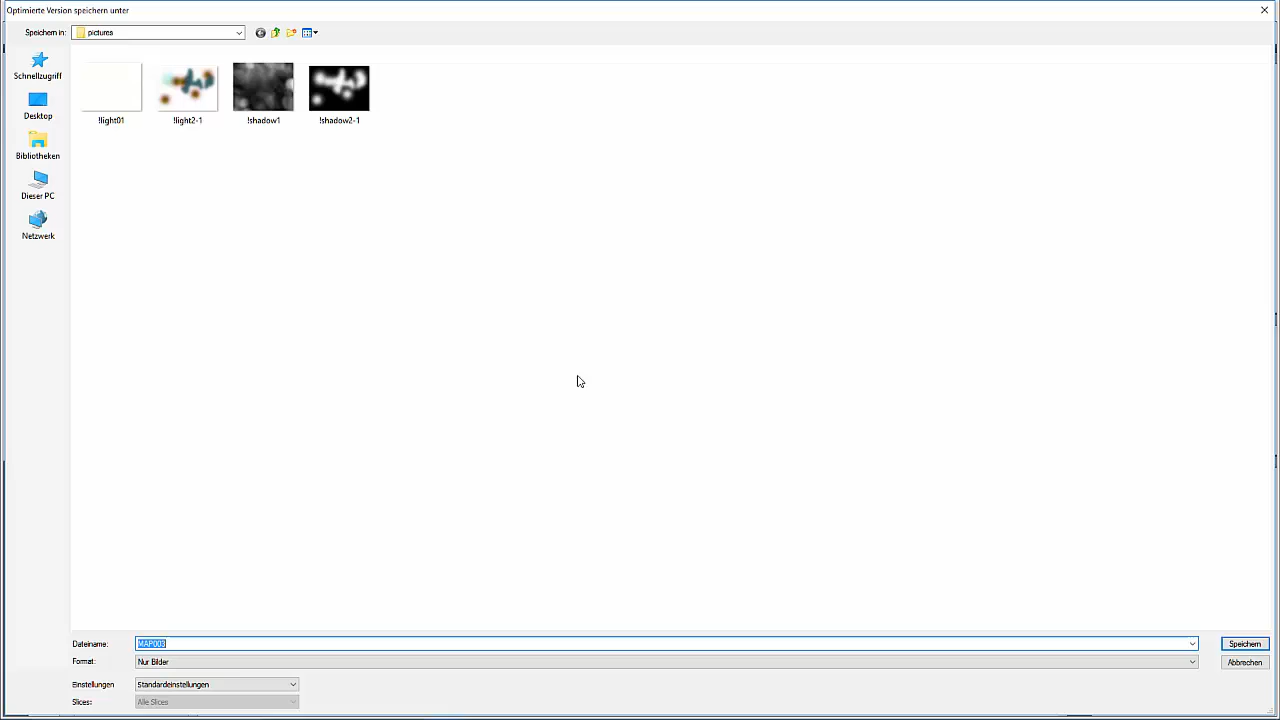 Optimierte Version speichern unter
Speichern in: pictures
Schnellzugriff
Desktop
Bibliotheken
Dieser PC
Netzwerk
!light01
!light2-1
!shadow1
!shadow2-1
Dateiname: MAP003
Speichern
Format: Nur Bilder
Abbrechen
Einstellungen Standardeinstellungen
Slices: Alle Slices